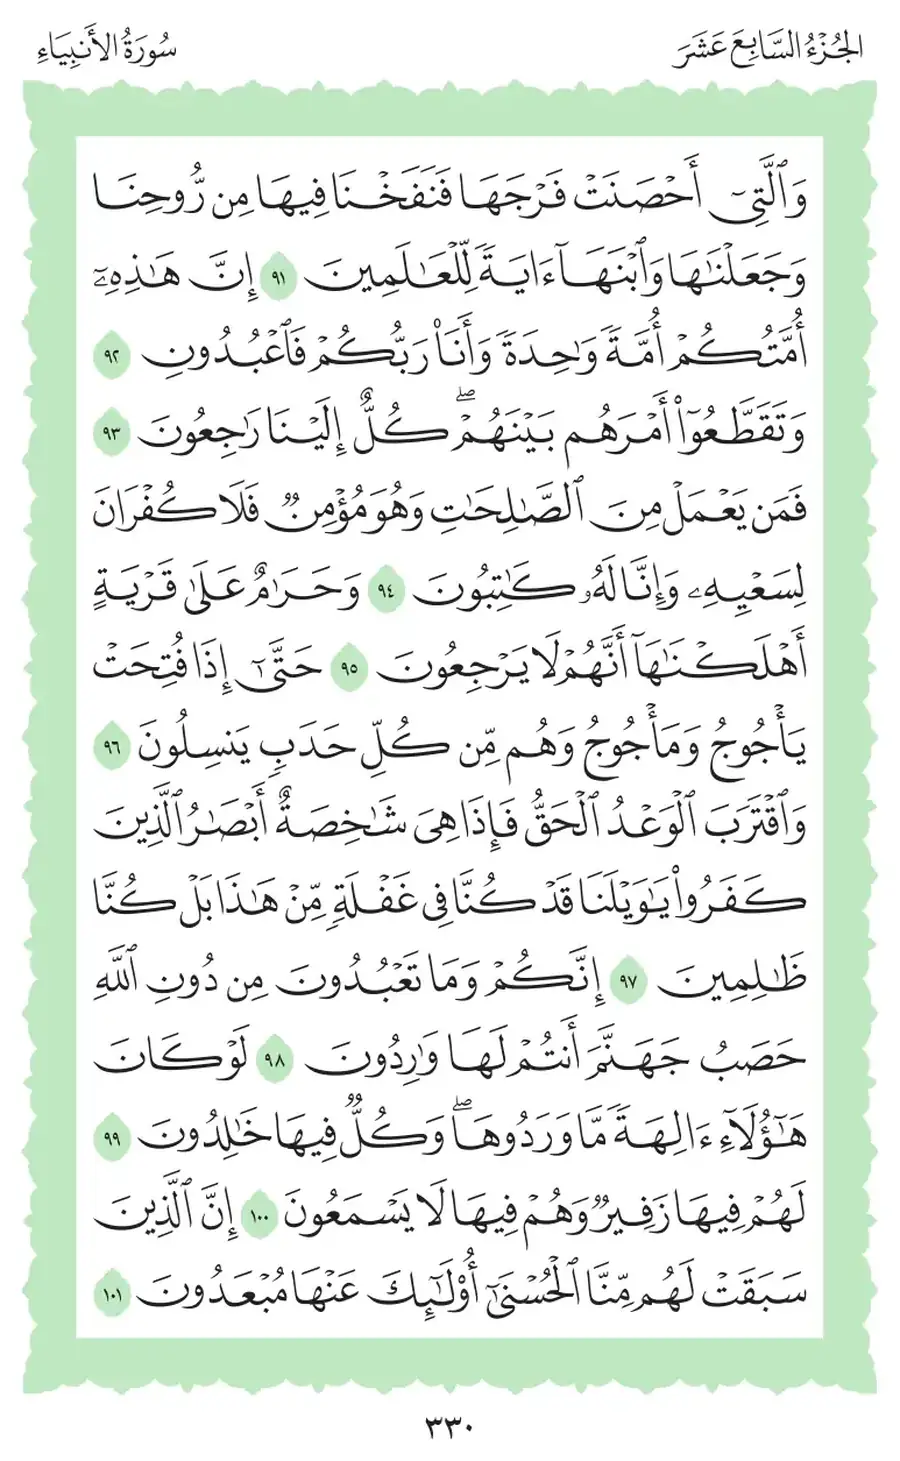 الجُزْءُ السَّابِعَ عَشَرَ
سُورَةُ الأَنبِيَاءِ
وَٱلَّتِيٓ أَحۡصَنَتۡ فَرۡجَهَا فَنَفَخۡنَا فِيهَا مِن رُّوحِنَا
وَجَعَلۡنَٰهَا وَٱبۡنَهَآ ءَايَةٗ لِّلۡعَٰلَمِينَ ٩١ إِنَّ هَٰذِهِۦٓ
أُمَّتُكُمۡ أُمَّةٗ وَٰحِدَةٗ وَأَنَا۠ رَبُّكُمۡ فَٱعۡبُدُونِ ٩٢
وَتَقَطَّعُوٓاْ أَمۡرَهُم بَيۡنَهُمۡۖ كُلٌّ إِلَيۡنَا رَٰجِعُونَ ٩٣
فَمَن يَعۡمَلۡ مِنَ ٱلصَّٰلِحَٰتِ وَهُوَ مُؤۡمِنٞ فَلَا كُفۡرَانَ
لِسَعۡيِهِۦ وَإِنَّا لَهُۥ كَٰتِبُونَ ٩٤ وَحَرَٰمٌ عَلَىٰ قَرۡيَةٍ
أَهۡلَكۡنَٰهَآ أَنَّهُمۡ لَا يَرۡجِعُونَ ٩٥ حَتَّىٰٓ إِذَا فُتِحَتۡ
يَأۡجُوجُ وَمَأۡجُوجُ وَهُم مِّن كُلِّ حَدَبٖ يَنسِلُونَ ٩٦
وَٱقۡتَرَبَ ٱلۡوَعۡدُ ٱلۡحَقُّ فَإِذَا هِيَ شَٰخِصَةٌ أَبۡصَٰرُ ٱلَّذِينَ
كَفَرُواْ يَٰوَيۡلَنَا قَدۡ كُنَّا فِي غَفۡلَةٖ مِّنۡ هَٰذَا بَلۡ كُنَّا
ظَٰلِمِينَ ٩٧ إِنَّكُمۡ وَمَا تَعۡبُدُونَ مِن دُونِ ٱللَّهِ
حَصَبُ جَهَنَّمَ أَنتُمۡ لَهَا وَٰرِدُونَ ٩٨ لَوۡ كَانَ
هَٰٓؤُلَآءِ ءَالِهَةٗ مَّا وَرَدُوهَاۖ وَكُلّٞ فِيهَا خَٰلِدُونَ ٩٩
لَهُمۡ فِيهَا زَفِيرٞ وَهُمۡ فِيهَا لَا يَسۡمَعُونَ ١٠٠ إِنَّ ٱلَّذِينَ
سَبَقَتۡ لَهُم مِّنَّا ٱلۡحُسۡنَىٰٓ أُوْلَٰٓئِكَ عَنۡهَا مُبۡعَدُونَ ١٠١
٣٣٠